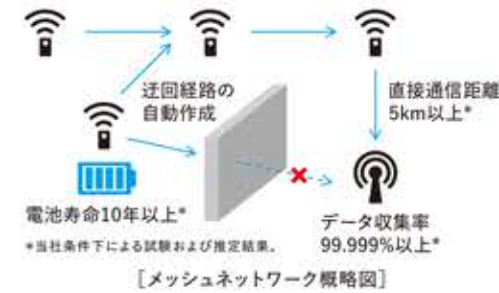 迂回経路の
自動作成
直接通信距離
5km以上*
電池寿命10年以上*
*当社条件下による試験および推定結果。
データ収集率
99.999%以上*
[メッシュネットワーク概略図]